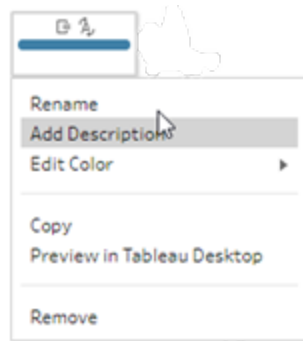 Rename
Add Description
Edit Color
Copy
Preview in Tableau Desktop
Remove